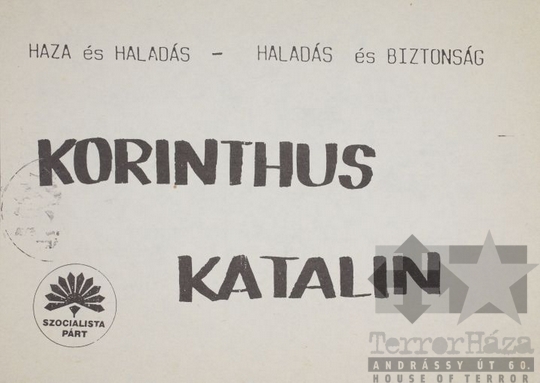 HAZA és HALADÁS - HALADÁS és BIZTONSÁG
KORINTHUS
KATALIN
SZOCIALISTA
PÁRT
TerrorHáza
ANDRÁSSY ÚT 60.
HOUSE OF TERROR